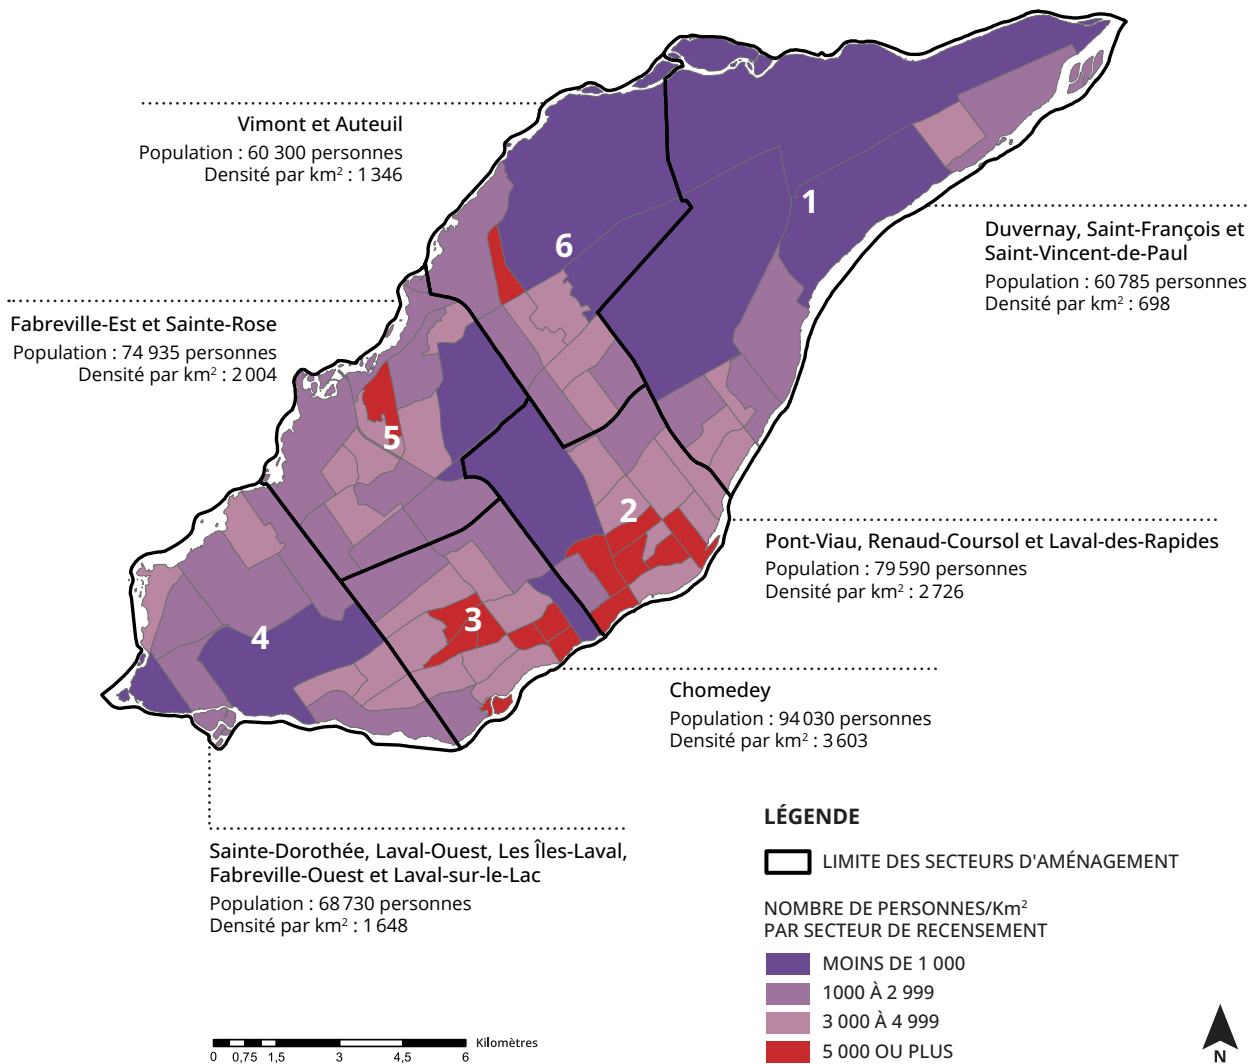 Vimont et Auteuil
Population : 60 300 personnes
Densité par km² : 1 346
1
6
Duvernay, Saint-François et
Saint-Vincent-de-Paul
Population : 60 785 personnes
Densité par km² : 698
Fabreville-Est et Sainte-Rose
Population : 74 935 personnes
Densité par km² : 2 004
5
2
Pont-Viau, Renaud-Coursol et Laval-des-Rapides
Population : 79 590 personnes
Densité par km² : 2 726
3
4
Chomedey
Population : 94 030 personnes
Densité par km² : 3 603
Sainte-Dorothée, Laval-Ouest, Les Îles-Laval,
Fabreville-Ouest et Laval-sur-le-Lac
Population : 68 730 personnes
Densité par km² : 1 648
LÉGENDE
LIMITE DES SECTEURS D'AMÉNAGEMENT
NOMBRE DE PERSONNES/Km²
PAR SECTEUR DE RECENSEMENT
MOINS DE 1 000
1000 À 2 999
3 000 À 4 999
5 000 OU PLUS
Kilomètres
0 0,75 1,5 3 4,5 6
N